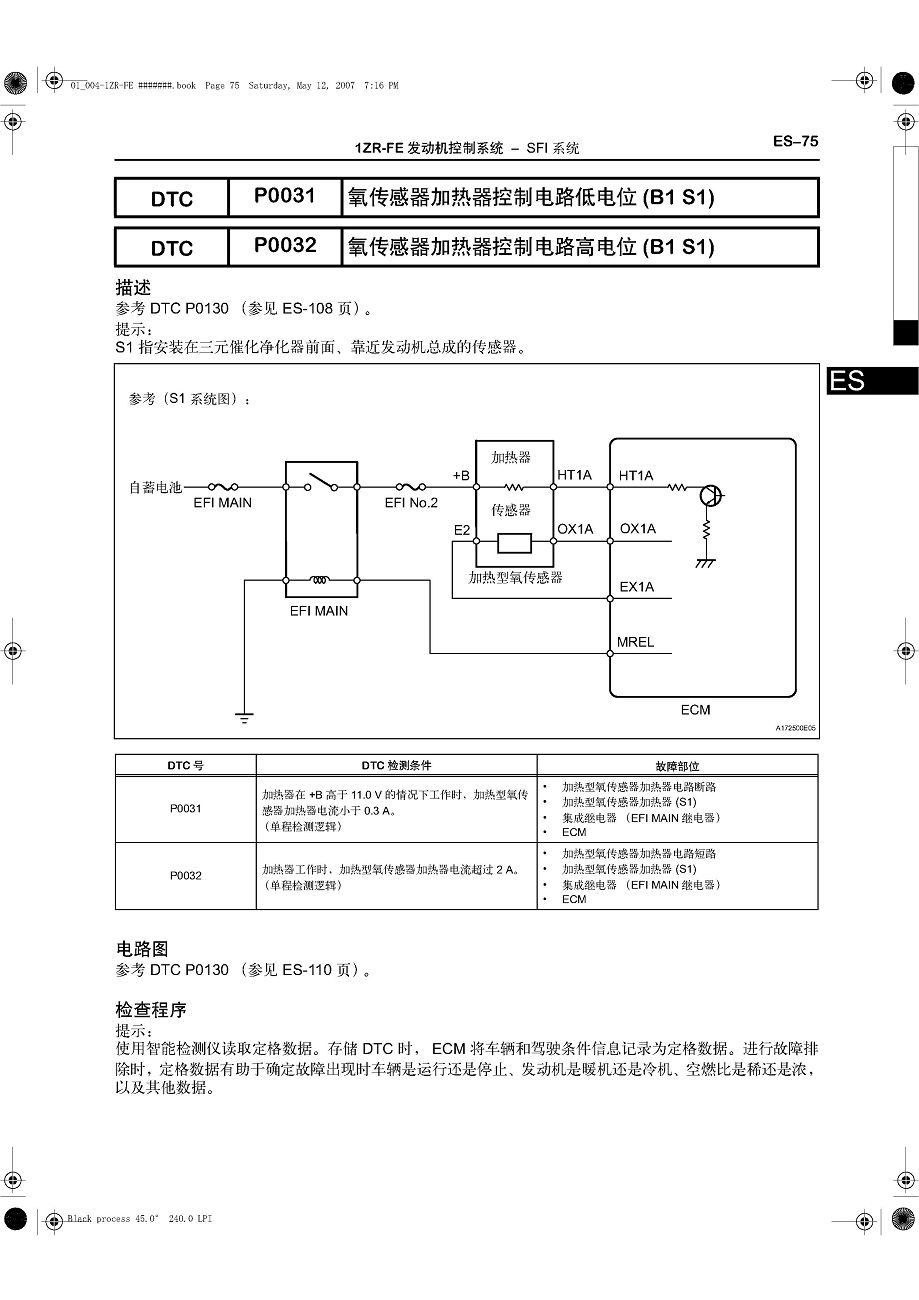 01_004-1ZR-FE #######.book Page 75 Saturday, May 12, 2007 7:16 PM
1ZR-FE 发动机控制系统 – SFI 系统
ES–75
DTC P0031 氧传感器加热器控制电路低电位 (B1 S1)
DTC P0032 氧传感器加热器控制电路高电位 (B1 S1)
描述
参考 DTC P0130 （参见 ES-108 页）。
提示：
S1 指安装在三元催化净化器前面、靠近发动机总成的传感器。
ES
参考（S1 系统图）：
加热器
+B
HT1A
HT1A
自蓄电池
EFI MAIN
EFI No.2
传感器
E2
OX1A
OX1A
加热型氧传感器
EX1A
EFI MAIN
MREL
ECM
A172500E05
DTC 号 DTC 检测条件 故障部位
P0031
加热器在 +B 高于 11.0 V 的情况下工作时，加热型氧传
感器加热器电流小于 0.3 A。
（单程检测逻辑）
• 加热型氧传感器加热器电路断路
• 加热型氧传感器加热器 (S1)
• 集成继电器 （EFI MAIN 继电器）
• ECM
P0032
加热器工作时，加热型氧传感器加热器电流超过 2 A。
（单程检测逻辑）
• 加热型氧传感器加热器电路短路
• 加热型氧传感器加热器 (S1)
• 集成继电器 （EFI MAIN 继电器）
• ECM
电路图
参考 DTC P0130 （参见 ES-110 页）。
检查程序
提示：
使用智能检测仪读取定格数据。存储 DTC 时， ECM 将车辆和驾驶条件信息记录为定格数据。进行故障排
除时，定格数据有助于确定故障出现时车辆是运行还是停止、发动机是暖机还是冷机、空燃比是稀还是浓，
以及其他数据。
Black process 45.0° 240.0 LPI